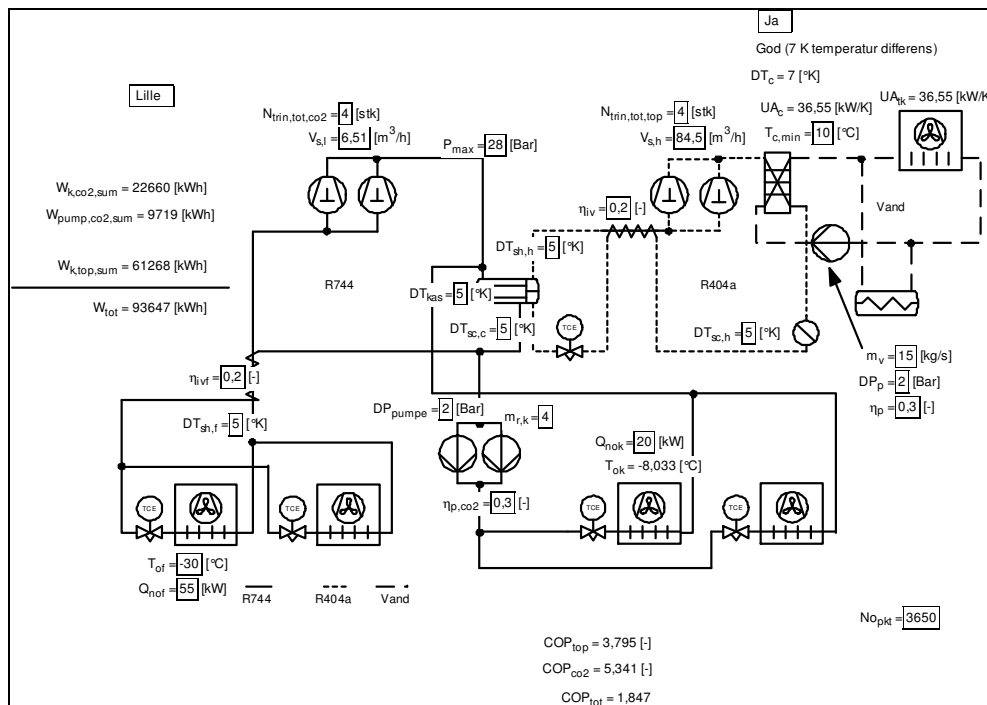 Ja
God (7 K temperatur differens)
DT_c = 7 [°K]
Lille
N_trin,tot,co2 = 4 [stk]
V_s,l = 6,51 [m³/h]
P_max = 28 [Bar]
N_trin,tot,top = 4 [stk]
V_s,h = 84,5 [m³/h]
UA_c = 36,55 [kW/K]
T_c,min = 10 [°C]
UA_tk = 36,55 [kW/K]
W_k,co2,sum = 22660 [kWh]
W_pump,co2,sum = 9719 [kWh]
W_k,top,sum = 61268 [kWh]
W_tot = 93647 [kWh]
η_iv = 0,2 [-]
Vand
DT_sh,h = 5 [°K]
R744
R404a
DT_kas = 5 [°K]
DT_sc,c = 5 [°K]
TCE
DT_sc,h = 5 [°K]
m_v = 15 [kg/s]
DP_p = 2 [Bar]
η_p = 0,3 [-]
η_ivf = 0,2 [-]
DT_sh,f = 5 [°K]
DP_pumpe = 2 [Bar]
m_r,k = 4
Q_nok = 20 [kW]
T_ok = -8,033 [°C]
η_p,co2 = 0,3 [-]
TCE
TCE
TCE
TCE
T_of = -30 [°C]
Q_nof = 55 [kW]
R744
R404a
Vand
No_pkt = 3650
COP_top = 3,795 [-]
COP_co2 = 5,341 [-]
COP_tot = 1,847